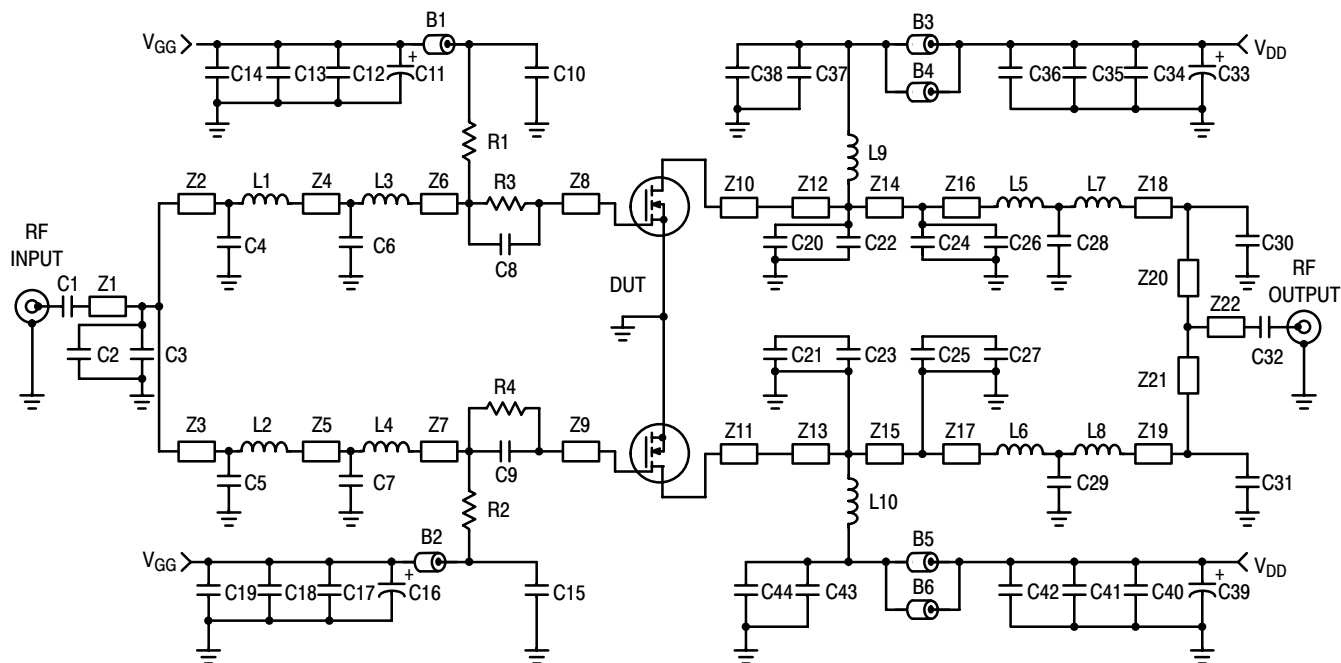 B1
B3
V_GG
V_DD
C14 C13 C12 C11 + C10
C38 C37
B4
C36 C35 C34 + C33
R1
L9
Z2 L1 Z4 L3 Z6 R3 Z8
Z10 Z12 Z14 Z16 L5 L7 Z18
RF
INPUT
C4 C6 C8
C20 C22 C24 C26 C28 C30
C1 Z1
DUT
Z20
RF
OUTPUT
Z22
C32
C2 C3
C21 C23 C25 C27
Z21
R4
Z3 L2 Z5 L4 Z7 C9 Z9
Z11 Z13 Z15 Z17 L6 L8 Z19
C5 C7
R2
L10
C29 C31
B2
B5
V_GG
V_DD
C19 C18 C17 + C16 C15
C44 C43
B6
C42 C41 C40 + C39